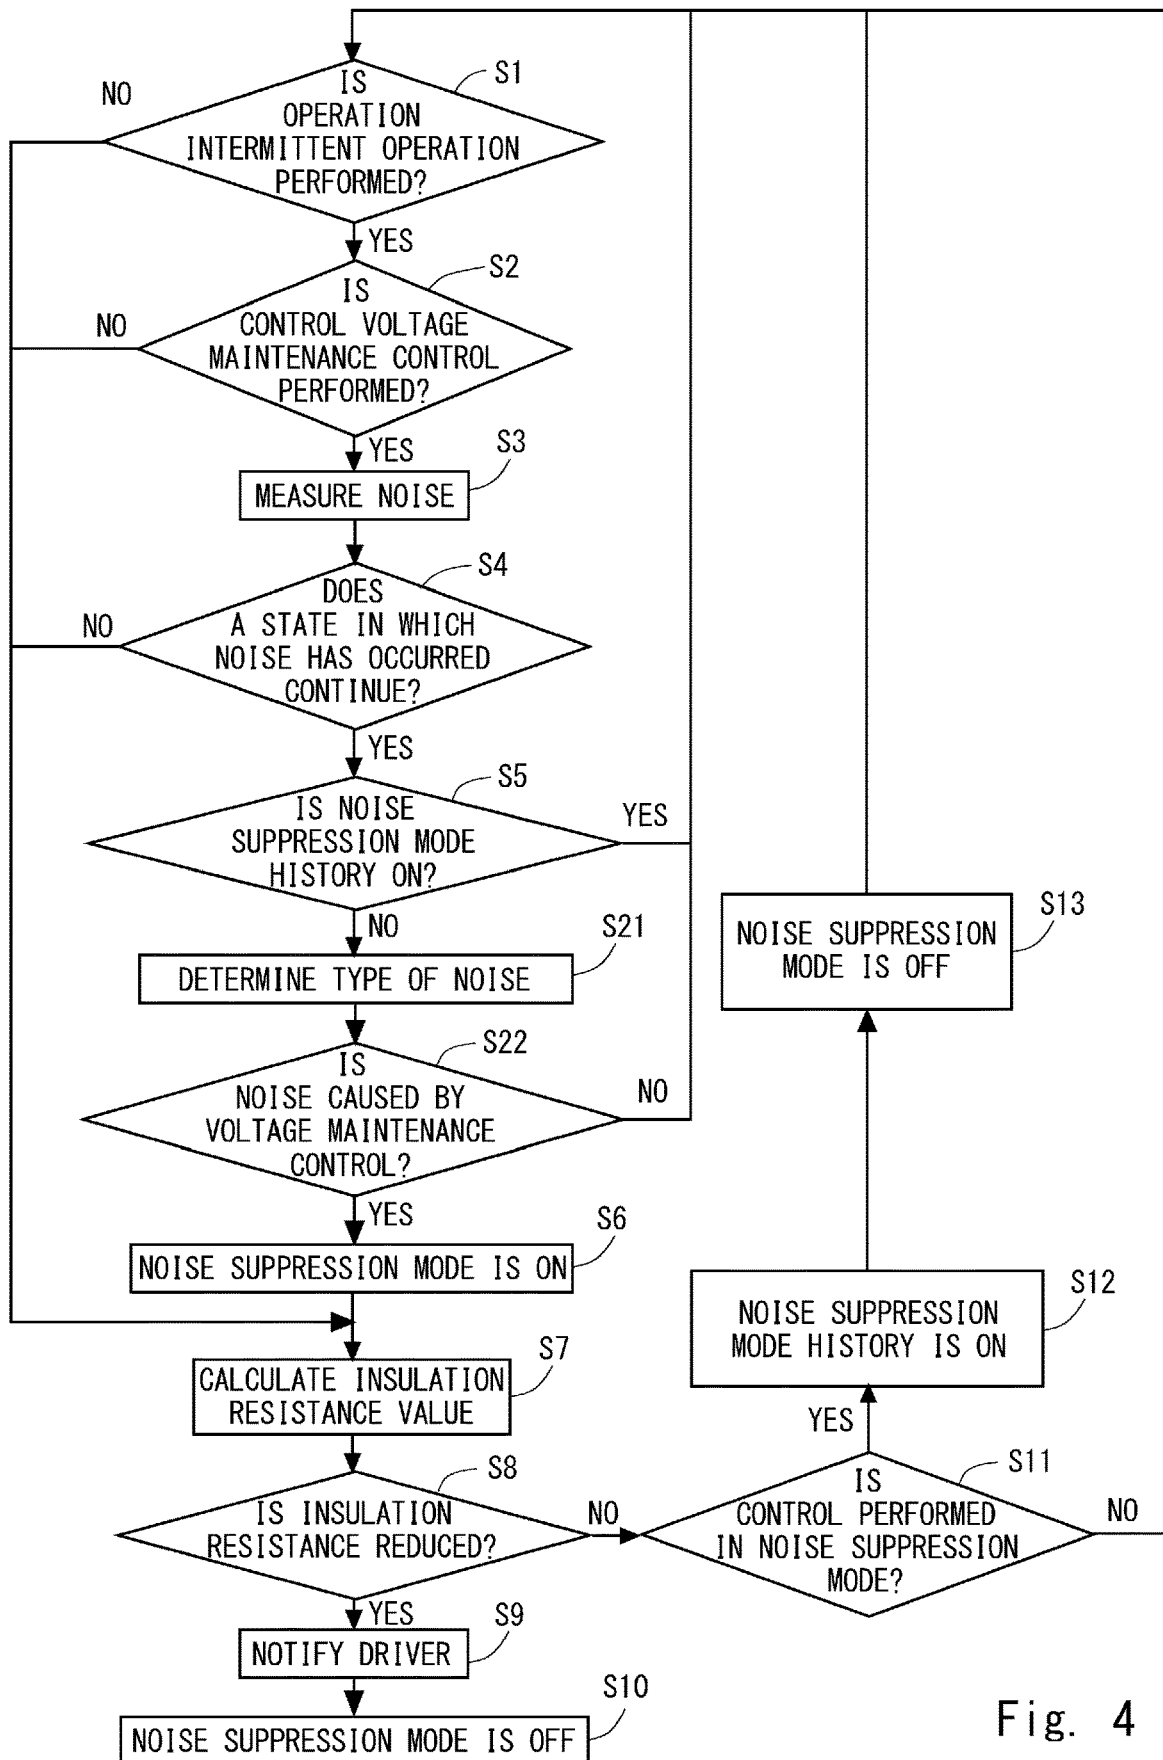 S1
NO
IS
OPERATION
INTERMITTENT OPERATION
PERFORMED?
YES
S2
NO
IS
CONTROL VOLTAGE
MAINTENANCE CONTROL
PERFORMED?
YES
S3
MEASURE NOISE
S4
NO
DOES
A STATE IN WHICH
NOISE HAS OCCURRED
CONTINUE?
YES
S5
IS NOISE
SUPPRESSION MODE
HISTORY ON?
YES
NO
S21
DETERMINE TYPE OF NOISE
S22
IS
NOISE CAUSED BY
VOLTAGE MAINTENANCE
CONTROL?
NO
YES
S6
NOISE SUPPRESSION MODE IS ON
S7
CALCULATE INSULATION
RESISTANCE VALUE
S8
IS INSULATION
RESISTANCE REDUCED?
NO
YES
S9
NOTIFY DRIVER
S10
NOISE SUPPRESSION MODE IS OFF
S11
IS
CONTROL PERFORMED
IN NOISE SUPPRESSION
MODE?
NO
YES
S12
NOISE SUPPRESSION
MODE HISTORY IS ON
S13
NOISE SUPPRESSION
MODE IS OFF
Fig. 4